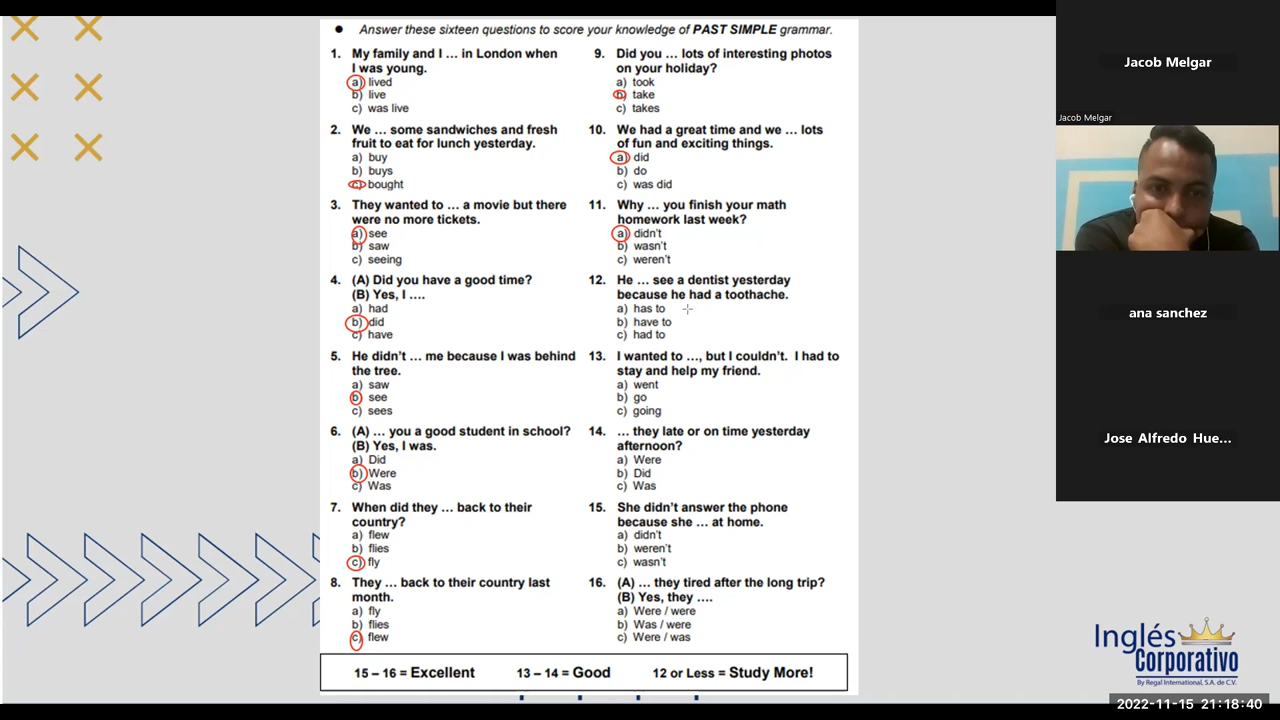 ● Answer these sixteen questions to score your knowledge of PAST SIMPLE grammar.
1. My family and I … in London when
I was young.
a) lived
b) live
c) was live
2. We … some sandwiches and fresh
fruit to eat for lunch yesterday.
a) buy
b) buys
c) bought
3. They wanted to … a movie but there
were no more tickets.
a) see
b) saw
c) seeing
4. (A) Did you have a good time?
(B) Yes, I ….
a) had
b) did
c) have
5. He didn't … me because I was behind
the tree.
a) saw
b) see
c) sees
6. (A) … you a good student in school?
(B) Yes, I was.
a) Did
b) Were
c) Was
7. When did they … back to their
country?
a) flew
b) flies
c) fly
8. They … back to their country last
month.
a) fly
b) flies
c) flew
9. Did you … lots of interesting photos
on your holiday?
a) took
b) take
c) takes
10. We had a great time and we … lots
of fun and exciting things.
a) did
b) do
c) was did
11. Why … you finish your math
homework last week?
a) didn't
b) wasn't
c) weren't
12. He … see a dentist yesterday
because he had a toothache.
a) has to
b) have to
c) had to
13. I wanted to …, but I couldn't. I had to
stay and help my friend.
a) went
b) go
c) going
14. … they late or on time yesterday
afternoon?
a) Were
b) Did
c) Was
15. She didn't answer the phone
because she … at home.
a) didn't
b) weren't
c) wasn't
16. (A) … they tired after the long trip?
(B) Yes, they ….
a) Were / were
b) Was / were
c) Were / was
15 – 16 = Excellent 13 – 14 = Good 12 or Less = Study More!
Jacob Melgar
Jacob Melgar
ana sanchez
Jose Alfredo Hue...
Inglés
Corporativo
By Regal International, S.A. de C.V.
2022-11-15 21:18:40